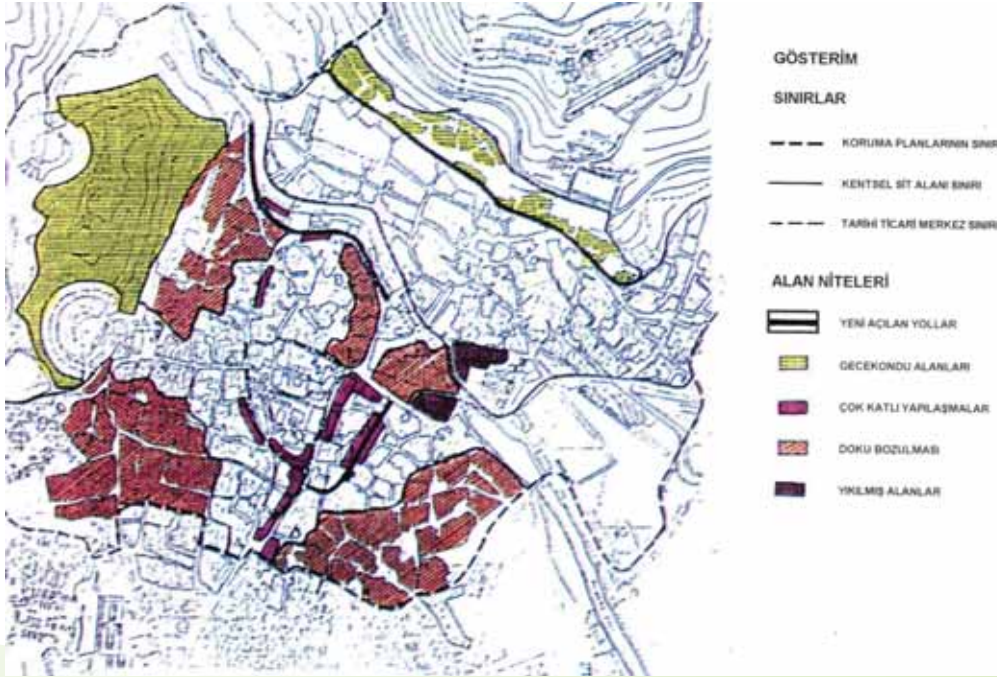 GÖSTERİM
SINIRLAR
KORUMA PLANLARININ SINIR
KENTSEL SİT ALANI SINIRI
TARİHİ TİCARİ MERKEZ SINIR
ALAN NİTELERİ
YENİ AÇILAN YOLLAR
GECEKONDU ALANLARI
ÇOK KATLI YAPILAŞMALAR
DOKU BOZULMASI
YIKILMIŞ ALANLAR